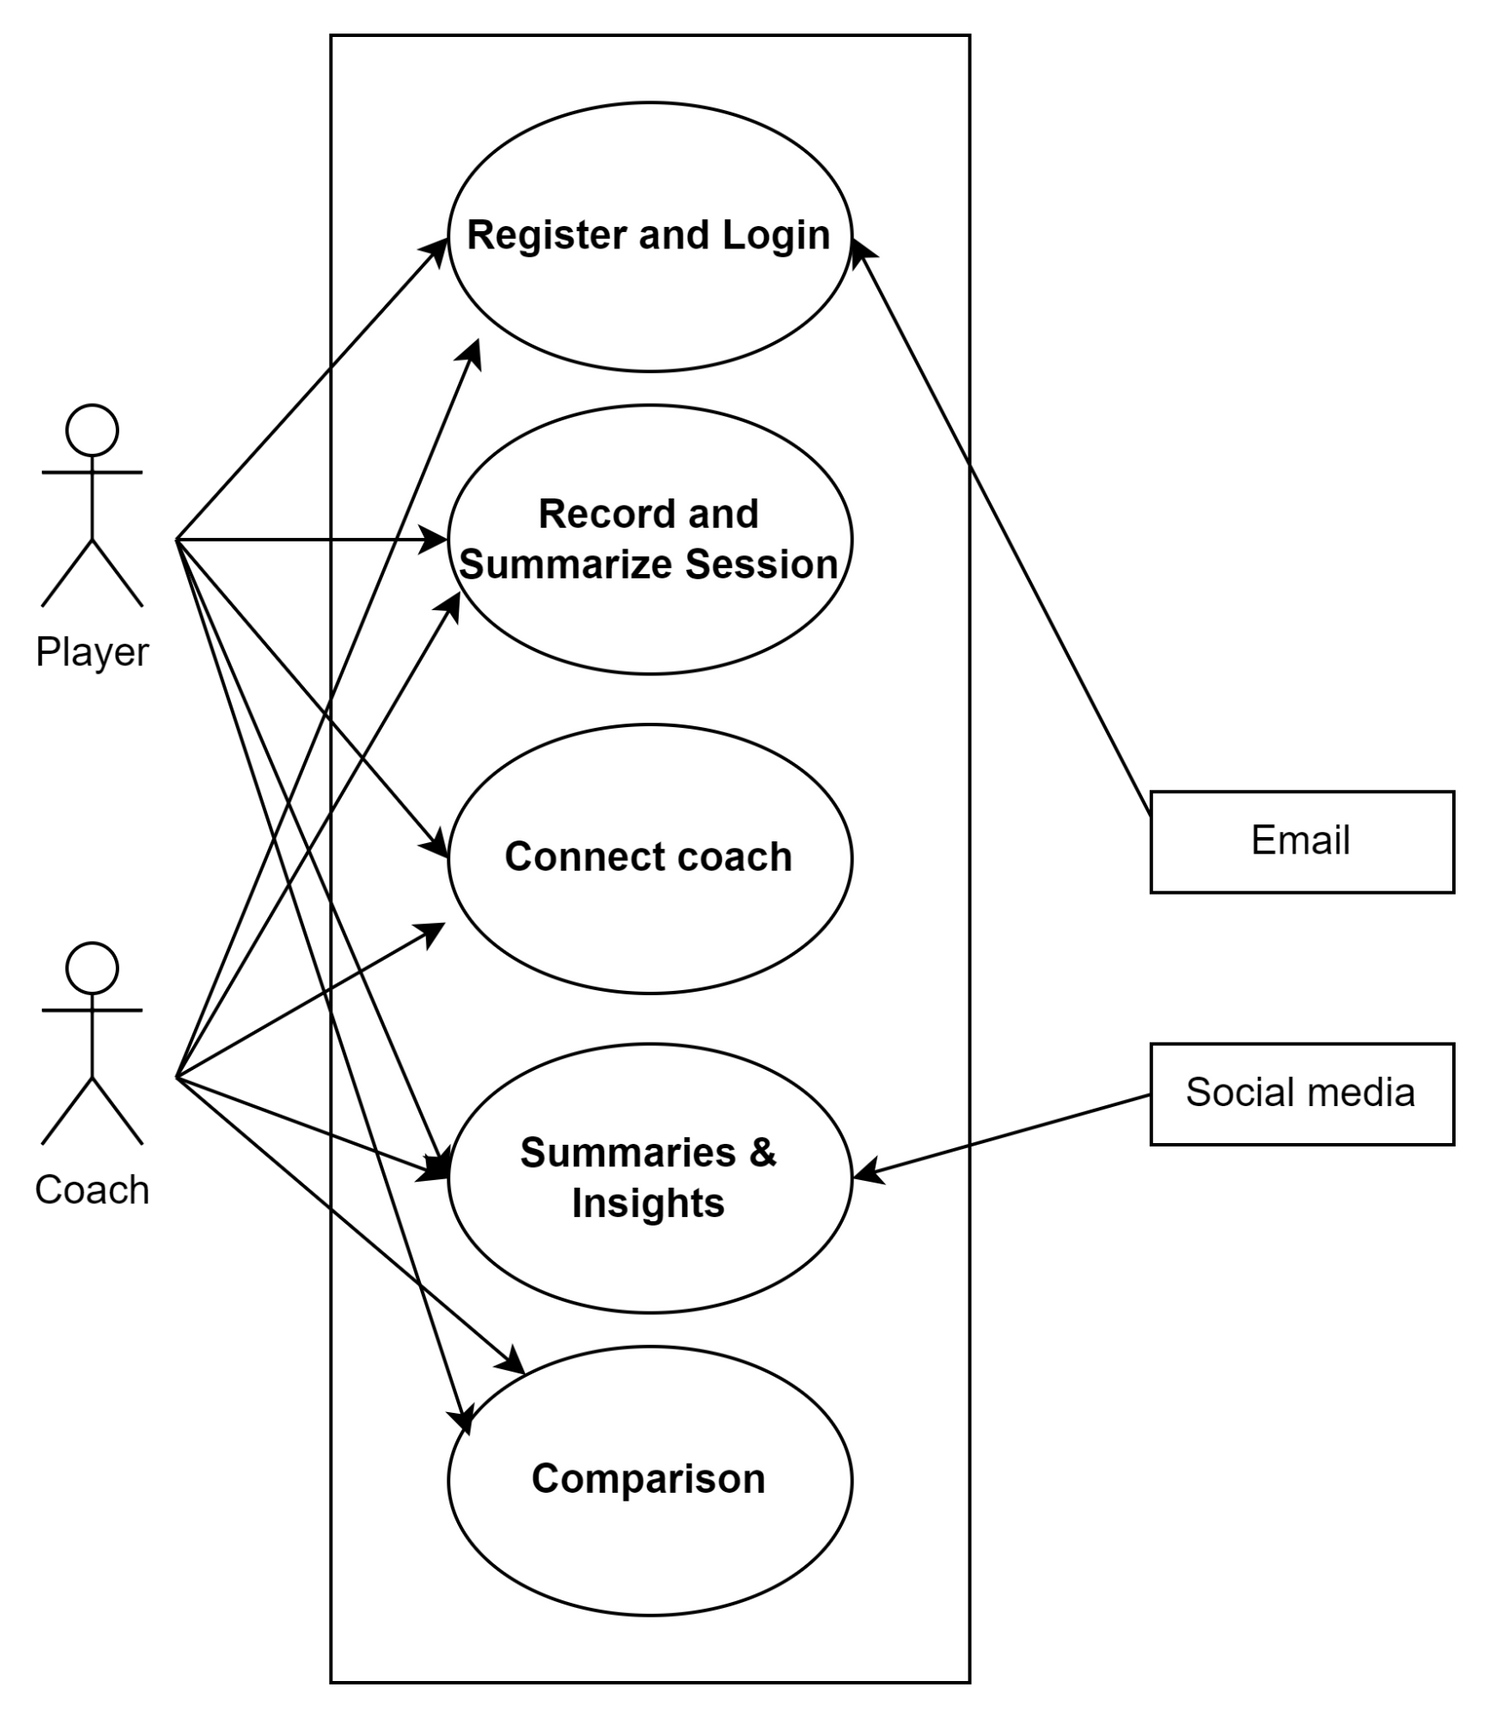 Register and Login
Record and
Summarize Session
Player
Connect coach
Email
Coach
Summaries &
Insights
Social media
Comparison